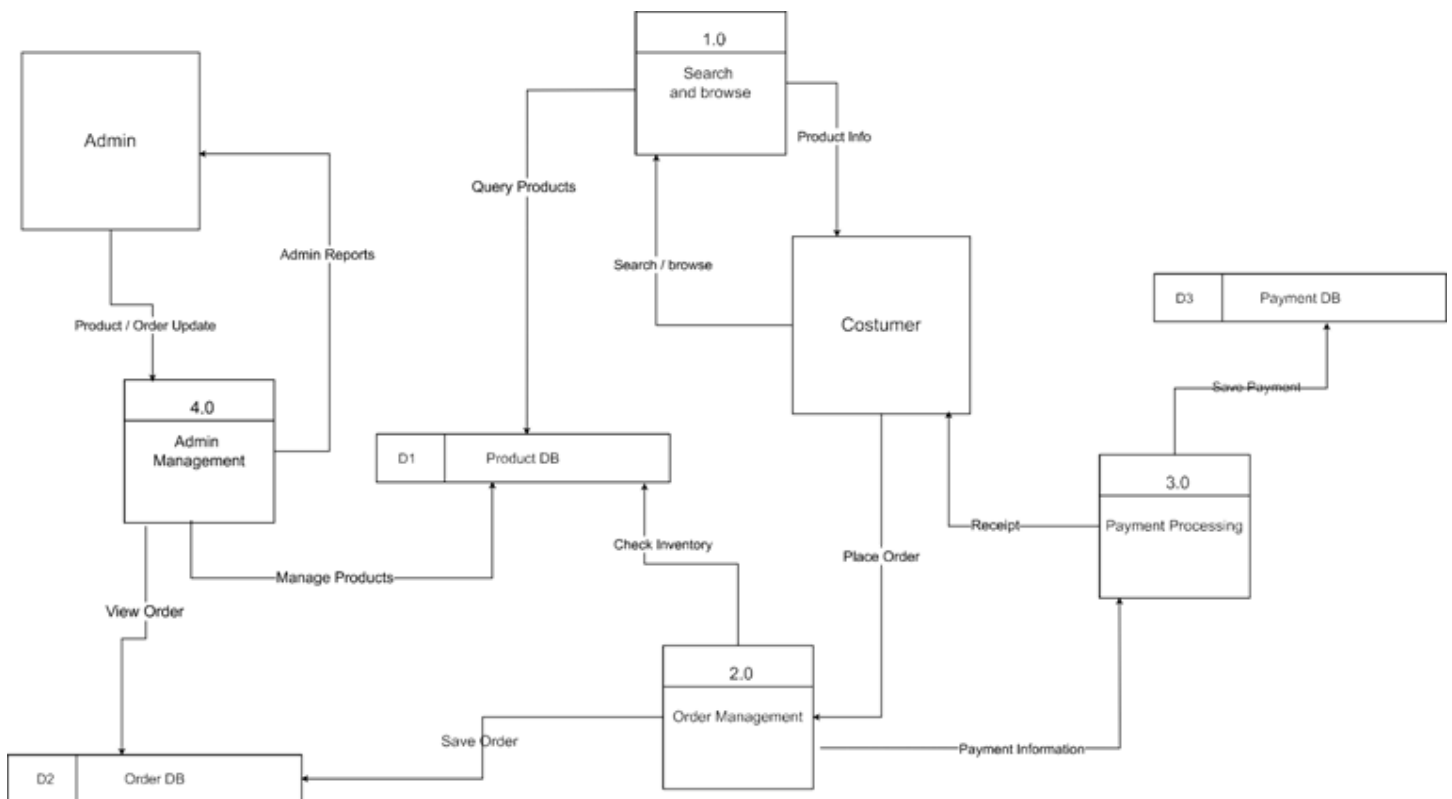 1.0
Search
and browse
Admin
Product Info
Query Products
Admin Reports
Search / browse
D3
Payment DB
Product / Order Update
Costumer
Save Payment
4.0
Admin
Management
D1
Product DB
3.0
Receipt
Payment Processing
Check Inventory
Place Order
Manage Products
View Order
2.0
Order Management
Save Order
Payment Information
D2
Order DB